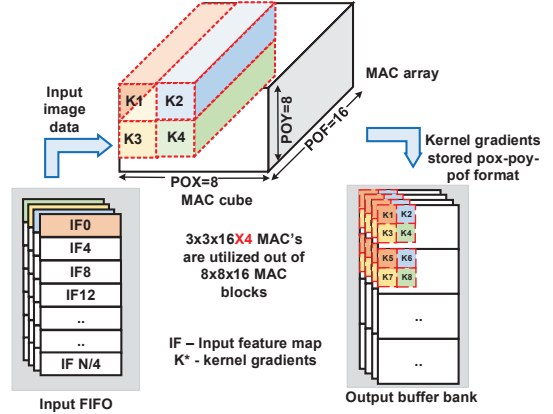 K1
K2
K3
K4
POX=8
POY=8
POF=16
MAC array
MAC cube
Input
image
data
Kernel gradients
stored pox-poy-
pof format
IF0
IF4
IF8
IF12
..
..
IF N/4
Input FIFO
3x3x16X4 MAC's
are utilized out of
8x8x16 MAC
blocks
IF – Input feature map
K* - kernel gradients
K1
K2
K3
K4
K5
K6
K7
K8
..
..
Output buffer bank